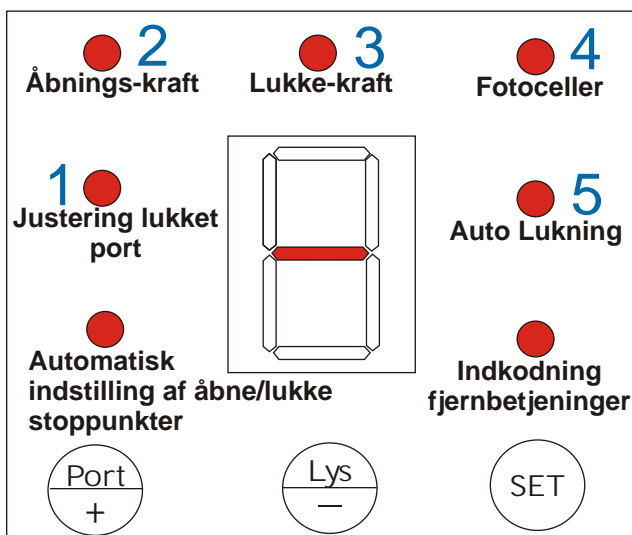 2
Åbnings-kraft
3
Lukke-kraft
4
Fotoceller
1
Justering lukket
port
5
Auto Lukning
Automatisk
indstilling af åbne/lukke
stoppunkter
Indkodning
fjernbetjeninger
Port
+
Lys
–
SET